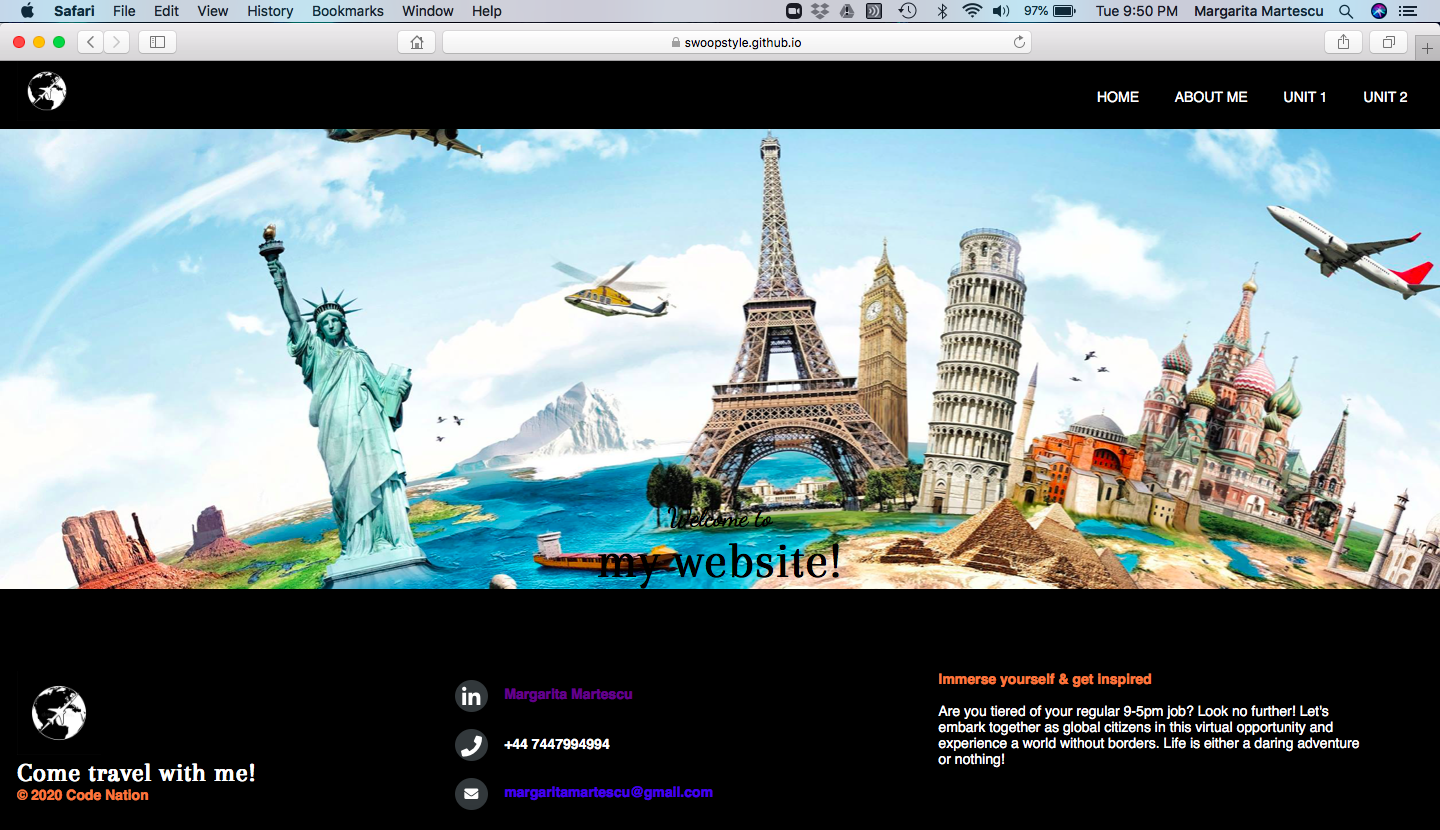 Safari File Edit View History Bookmarks Window Help 97% Tue 9:50 PM Margarita Martescu
swoopstyle.github.io
HOME ABOUT ME UNIT 1 UNIT 2
Welcome to
my website!
Come travel with me!
© 2020 Code Nation
in Margarita Martescu
+44 7447994994
margaritamartescu@gmail.com
Immerse yourself & get inspired
Are you tiered of your regular 9-5pm job? Look no further! Let's
embark together as global citizens in this virtual opportunity and
experience a world without borders. Life is either a daring adventure
or nothing!